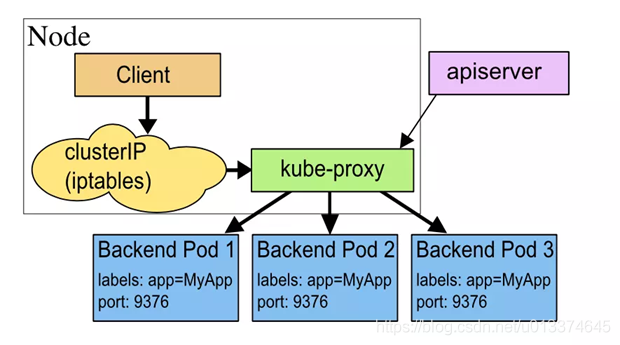 Node
Client
apiserver
clusterIP
(iptables)
kube-proxy
Backend Pod 1
labels: app=MyApp
port: 9376
Backend Pod 2
labels: app=MyApp
port: 9376
Backend Pod 3
labels: app=MyApp
port: 9376
https://blog.csdn.net/u013374645